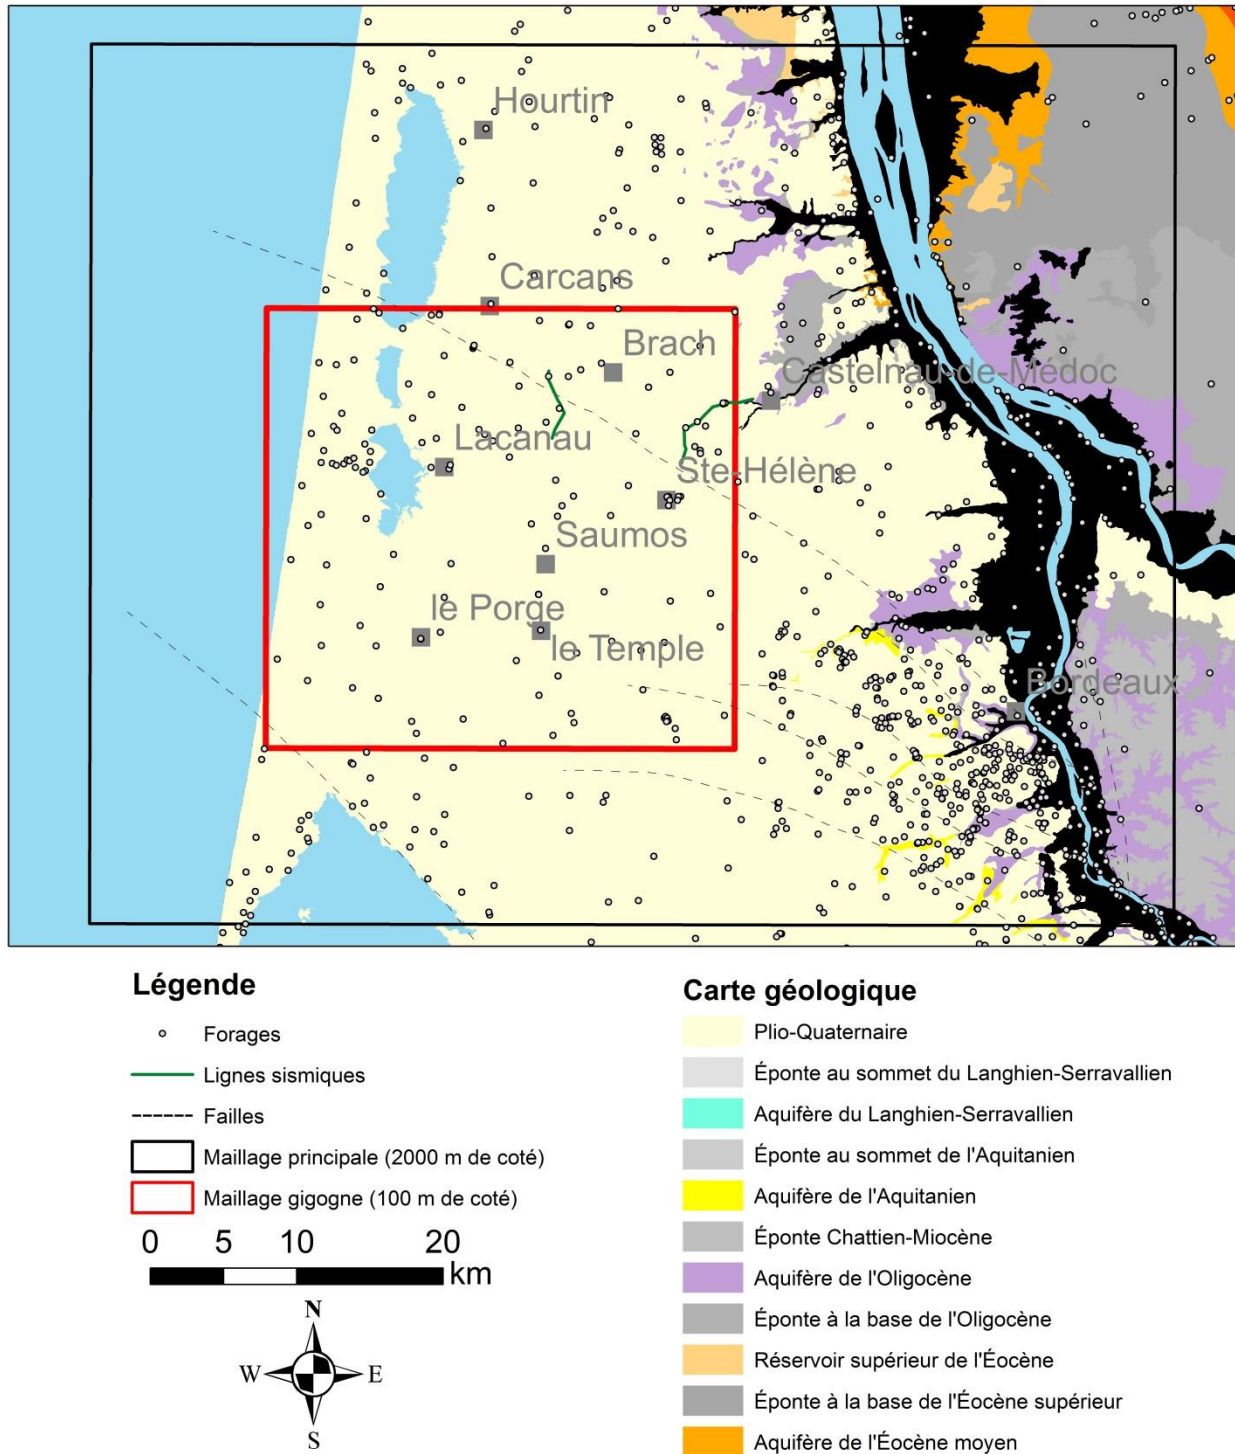 Hourtin
Carcans
Brach
Castelnau-de-Médoc
Lacanau
Ste-Hélène
Saumos
le Porge
le Temple
Bordeaux
Légende
Forages
Lignes sismiques
Failles
Maillage principale (2000 m de coté)
Maillage gigogne (100 m de coté)
0 5 10 20
km
N
W E
S
Carte géologique
Plio-Quaternaire
Éponte au sommet du Langhien-Serravallien
Aquifère du Langhien-Serravallien
Éponte au sommet de l'Aquitanien
Aquifère de l'Aquitanien
Éponte Chattien-Miocène
Aquifère de l'Oligocène
Éponte à la base de l'Oligocène
Réservoir supérieur de l'Éocène
Éponte à la base de l'Éocène supérieur
Aquifère de l'Éocène moyen